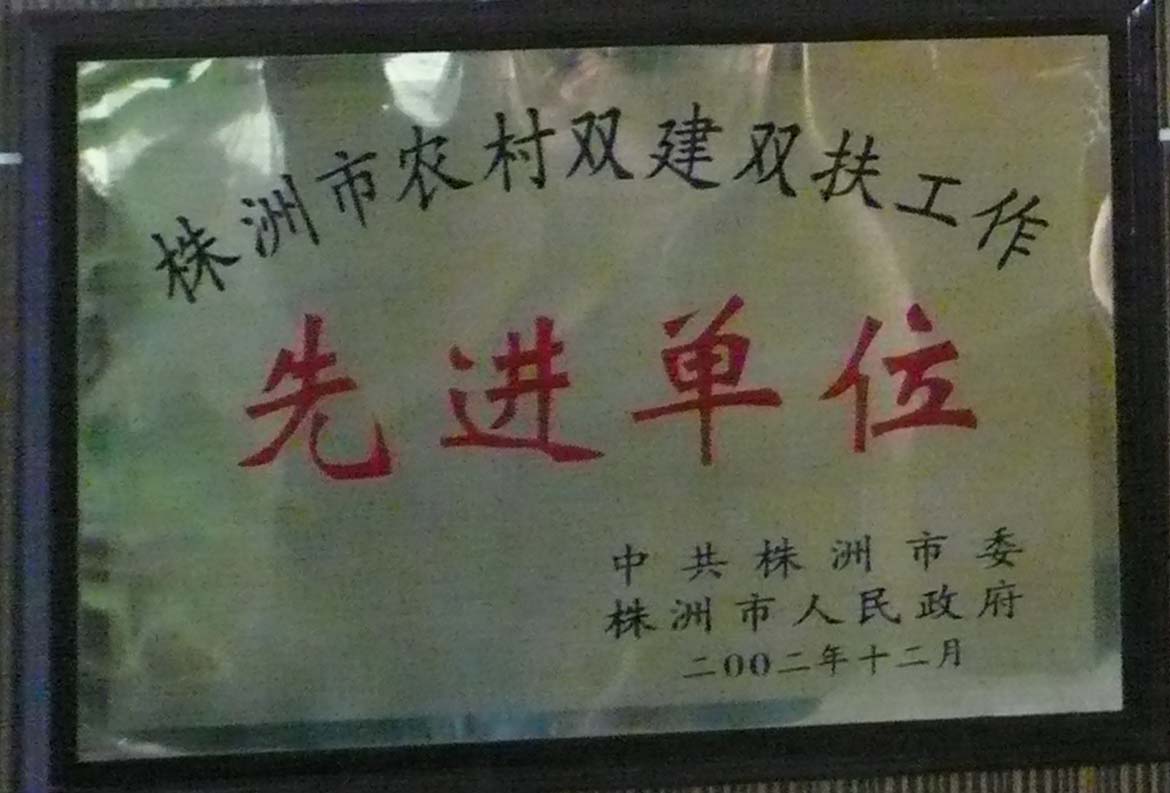 株洲市农村双建双扶工作
先进单位
中共株洲市委
株洲市人民政府
二00二年十二月